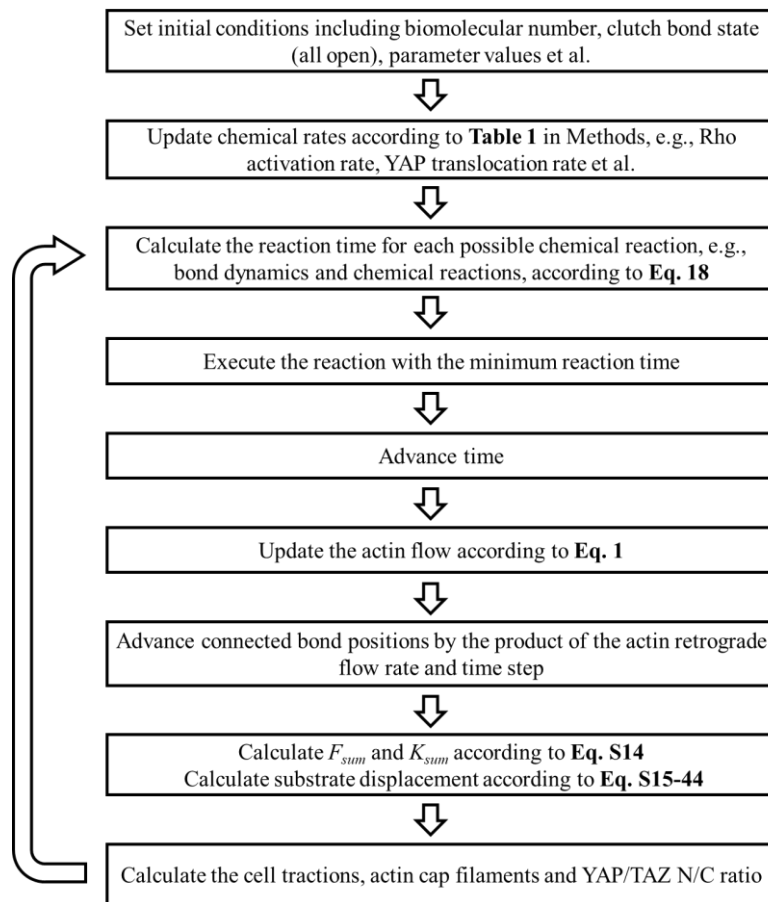 Set initial conditions including biomolecular number, clutch bond state
(all open), parameter values et al.
Update chemical rates according to Table 1 in Methods, e.g., Rho
activation rate, YAP translocation rate et al.
Calculate the reaction time for each possible chemical reaction, e.g.,
bond dynamics and chemical reactions, according to Eq. 18
Execute the reaction with the minimum reaction time
Advance time
Update the actin flow according to Eq. 1
Advance connected bond positions by the product of the actin retrograde
flow rate and time step
Calculate Fsum and Ksum according to Eq. S14
Calculate substrate displacement according to Eq. S15-44
Calculate the cell tractions, actin cap filaments and YAP/TAZ N/C ratio